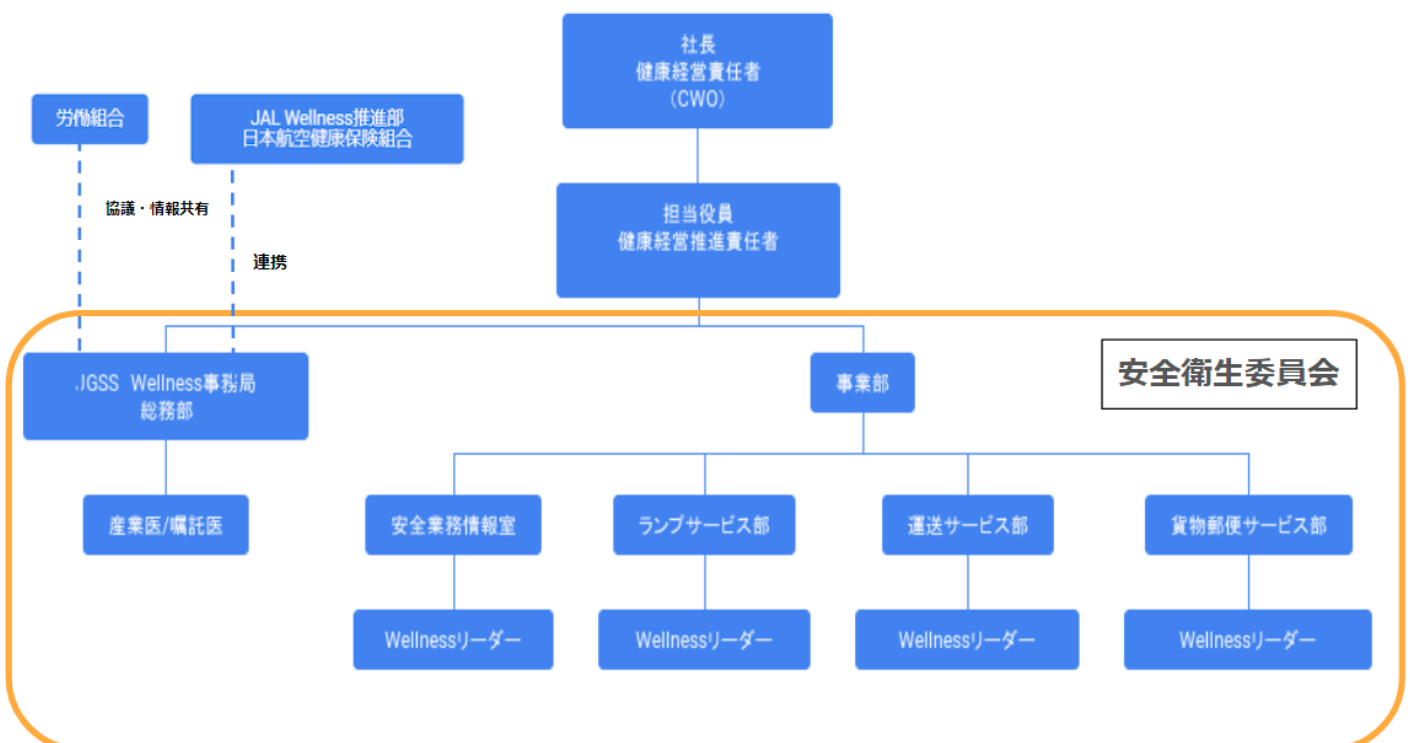 社長
健康経営責任者
（CWO）
労働組合
JAL Wellness推進部
日本航空健康保険組合
協議・情報共有
連携
担当役員
健康経営推進責任者
安全衛生委員会
JGSS Wellness事務局
総務部
事業部
産業医/嘱託医
安全業務情報室
ランプサービス部
運送サービス部
貨物郵便サービス部
Wellnessリーダー
Wellnessリーダー
Wellnessリーダー
Wellnessリーダー